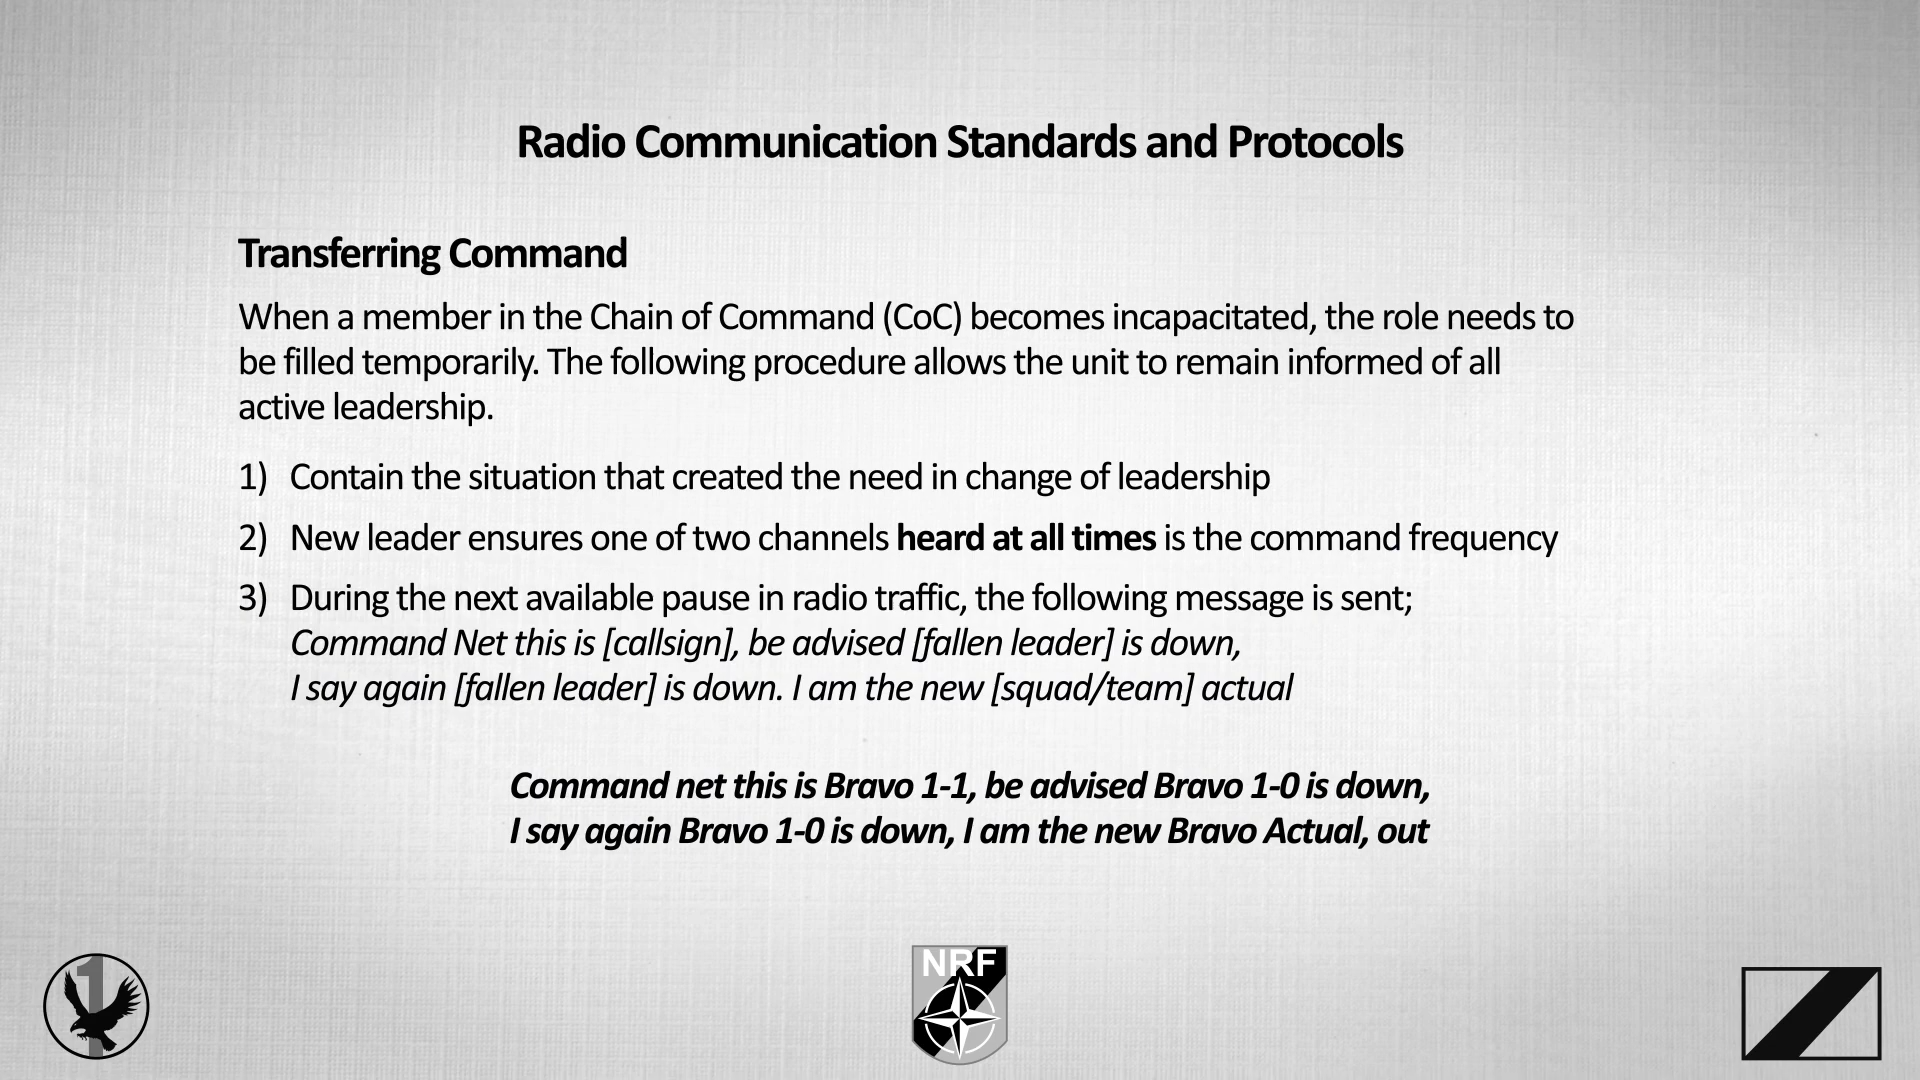 Radio Communication Standards and Protocols
Transferring Command
When a member in the Chain of Command (CoC) becomes incapacitated, the role needs to
be filled temporarily. The following procedure allows the unit to remain informed of all
active leadership.
1) Contain the situation that created the need in change of leadership
2) New leader ensures one of two channels heard at all times is the command frequency
3) During the next available pause in radio traffic, the following message is sent;
Command Net this is [callsign], be advised [fallen leader] is down,
I say again [fallen leader] is down. I am the new [squad/team] actual
Command net this is Bravo 1-1, be advised Bravo 1-0 is down,
I say again Bravo 1-0 is down, I am the new Bravo Actual, out
1
NRF